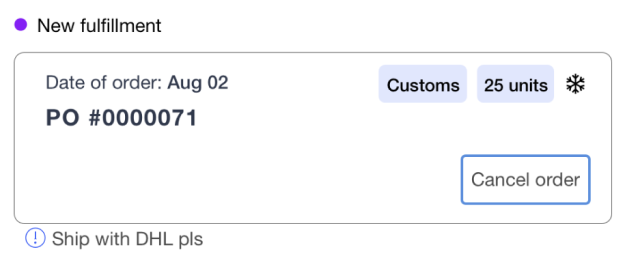 New fulfillment
Date of order: Aug 02
Customs
25 units
PO #0000071
Cancel order
Ship with DHL pls